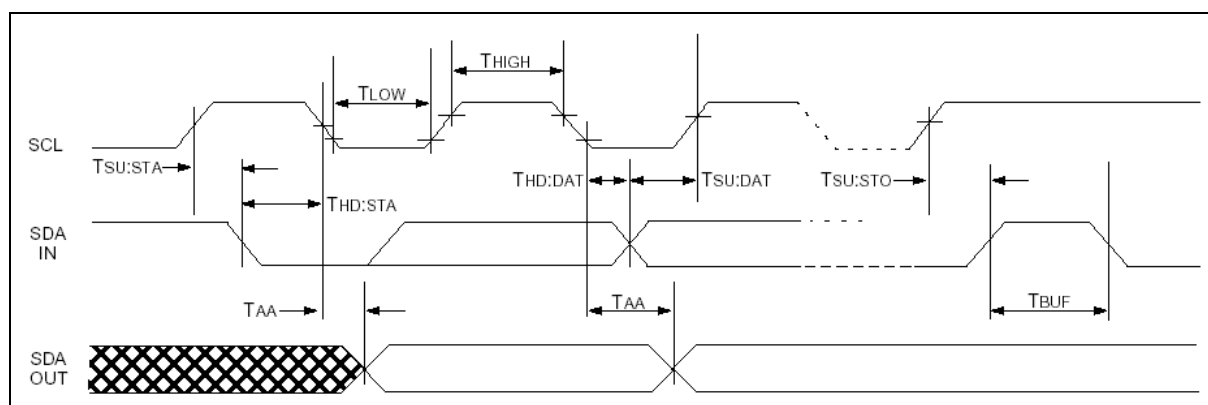 THIGH
TLOW
SCL
TSU:STA
THD:DAT
TSU:DAT
TSU:STO
THD:STA
SDA
IN
TAA
TAA
TBUF
SDA
OUT